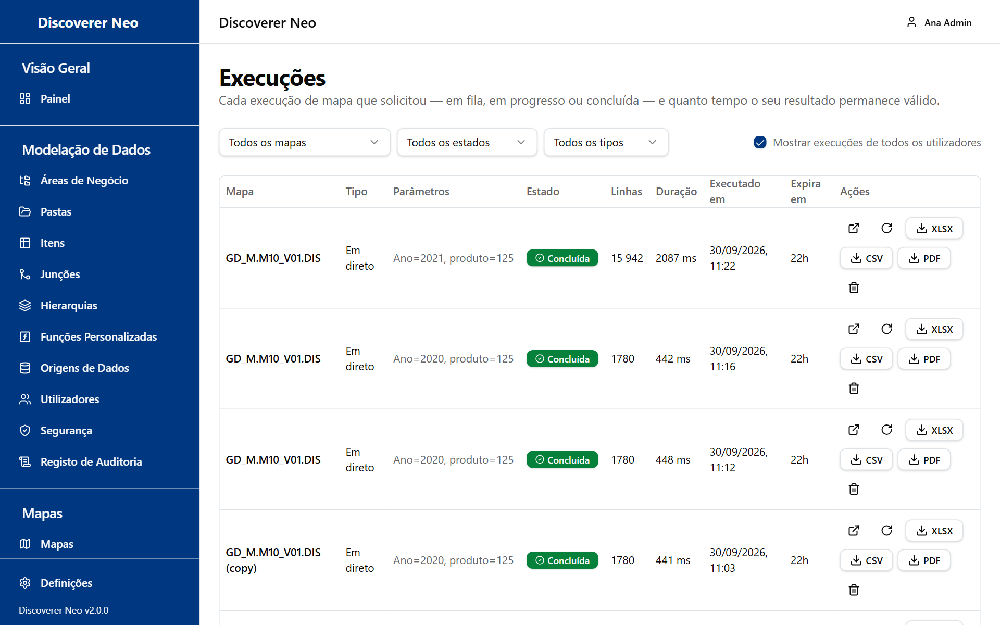 Discoverer Neo
Visão Geral
Painel
Modelação de Dados
Áreas de Negócio
Pastas
Itens
Junções
Hierarquias
Funções Personalizadas
Origens de Dados
Utilizadores
Segurança
Registo de Auditoria
Mapas
Mapas
Definições
Discoverer Neo v2.0.0
Discoverer Neo
Ana Admin
Execuções
Cada execução de mapa que solicitou — em fila, em progresso ou concluída — e quanto tempo o seu resultado permanece válido.
Todos os mapas
Todos os estados
Todos os tipos
Mostrar execuções de todos os utilizadores
Mapa
Tipo
Parâmetros
Estado
Linhas
Duração
Executado
em
Expira
em
Ações
GD_M.M10_V01.DIS
Em
direto
Ano=2021, produto=125
Concluída
15 942
2087 ms
30/09/2026,
11:22
22h
XLSX
CSV
PDF
GD_M.M10_V01.DIS
Em
direto
Ano=2020, produto=125
Concluída
1780
442 ms
30/09/2026,
11:16
22h
XLSX
CSV
PDF
GD_M.M10_V01.DIS
Em
direto
Ano=2020, produto=125
Concluída
1780
448 ms
30/09/2026,
11:12
22h
XLSX
CSV
PDF
GD_M.M10_V01.DIS
(copy)
Em
direto
Ano=2020, produto=125
Concluída
1780
441 ms
30/09/2026,
11:03
22h
XLSX
CSV
PDF